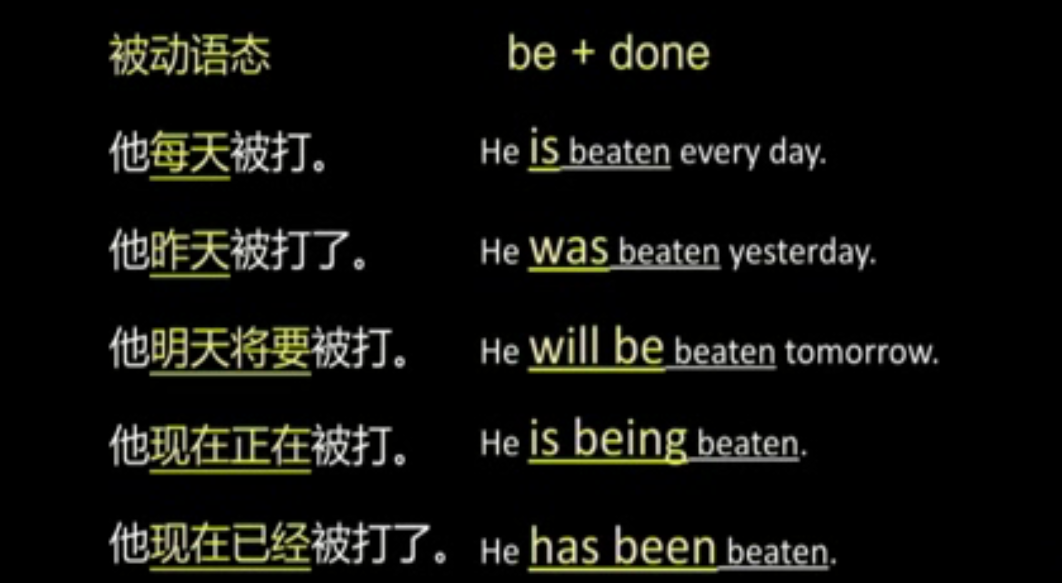 被动语态 be + done
他每天被打。 He is beaten every day.
他昨天被打了。 He was beaten yesterday.
他明天将要被打。 He will be beaten tomorrow.
他现在正在被打。 He is being beaten.
他现在已经被打了。 He has been beaten.